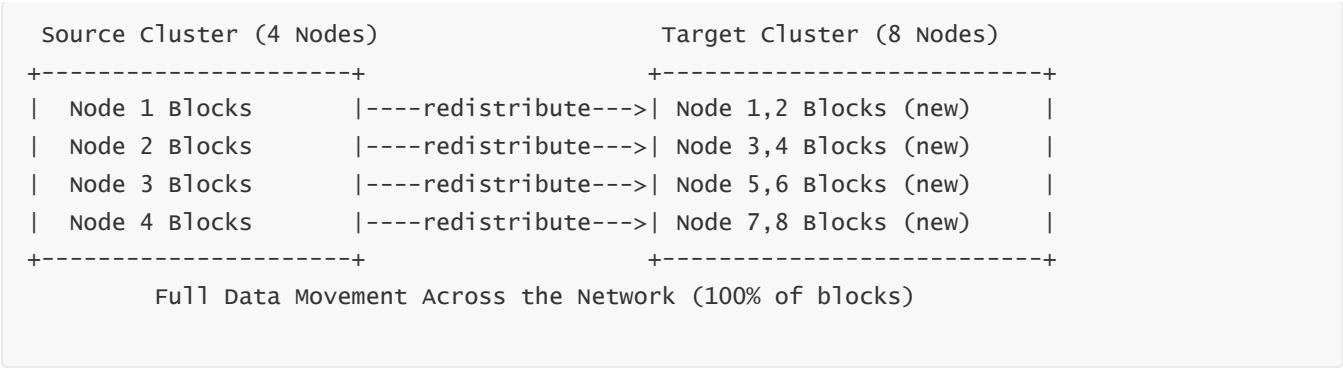 Source Cluster (4 Nodes)                    Target Cluster (8 Nodes)
+----------------------+                    +---------------------------+
|  Node 1 Blocks       |----redistribute--->| Node 1,2 Blocks (new)     |
|  Node 2 Blocks       |----redistribute--->| Node 3,4 Blocks (new)     |
|  Node 3 Blocks       |----redistribute--->| Node 5,6 Blocks (new)     |
|  Node 4 Blocks       |----redistribute--->| Node 7,8 Blocks (new)     |
+----------------------+                    +---------------------------+
         Full Data Movement Across the Network (100% of blocks)